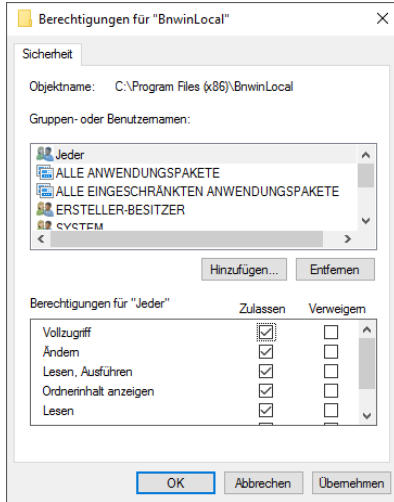 Berechtigungen für "BnwinLocal"
Sicherheit
Objektname: C:\Program Files (x86)\BnwinLocal
Gruppen- oder Benutzernamen:
Jeder
ALLE ANWENDUNGSPAKETE
ALLE EINGESCHRÄNKTEN ANWENDUNGSPAKETE
ERSTELLER-BESITZER
SYSTEM
Hinzufügen... Entfernen
Berechtigungen für "Jeder" Zulassen Verweigern
Vollzugriff
Ändern
Lesen, Ausführen
Ordnerinhalt anzeigen
Lesen
OK Abbrechen Übernehmen